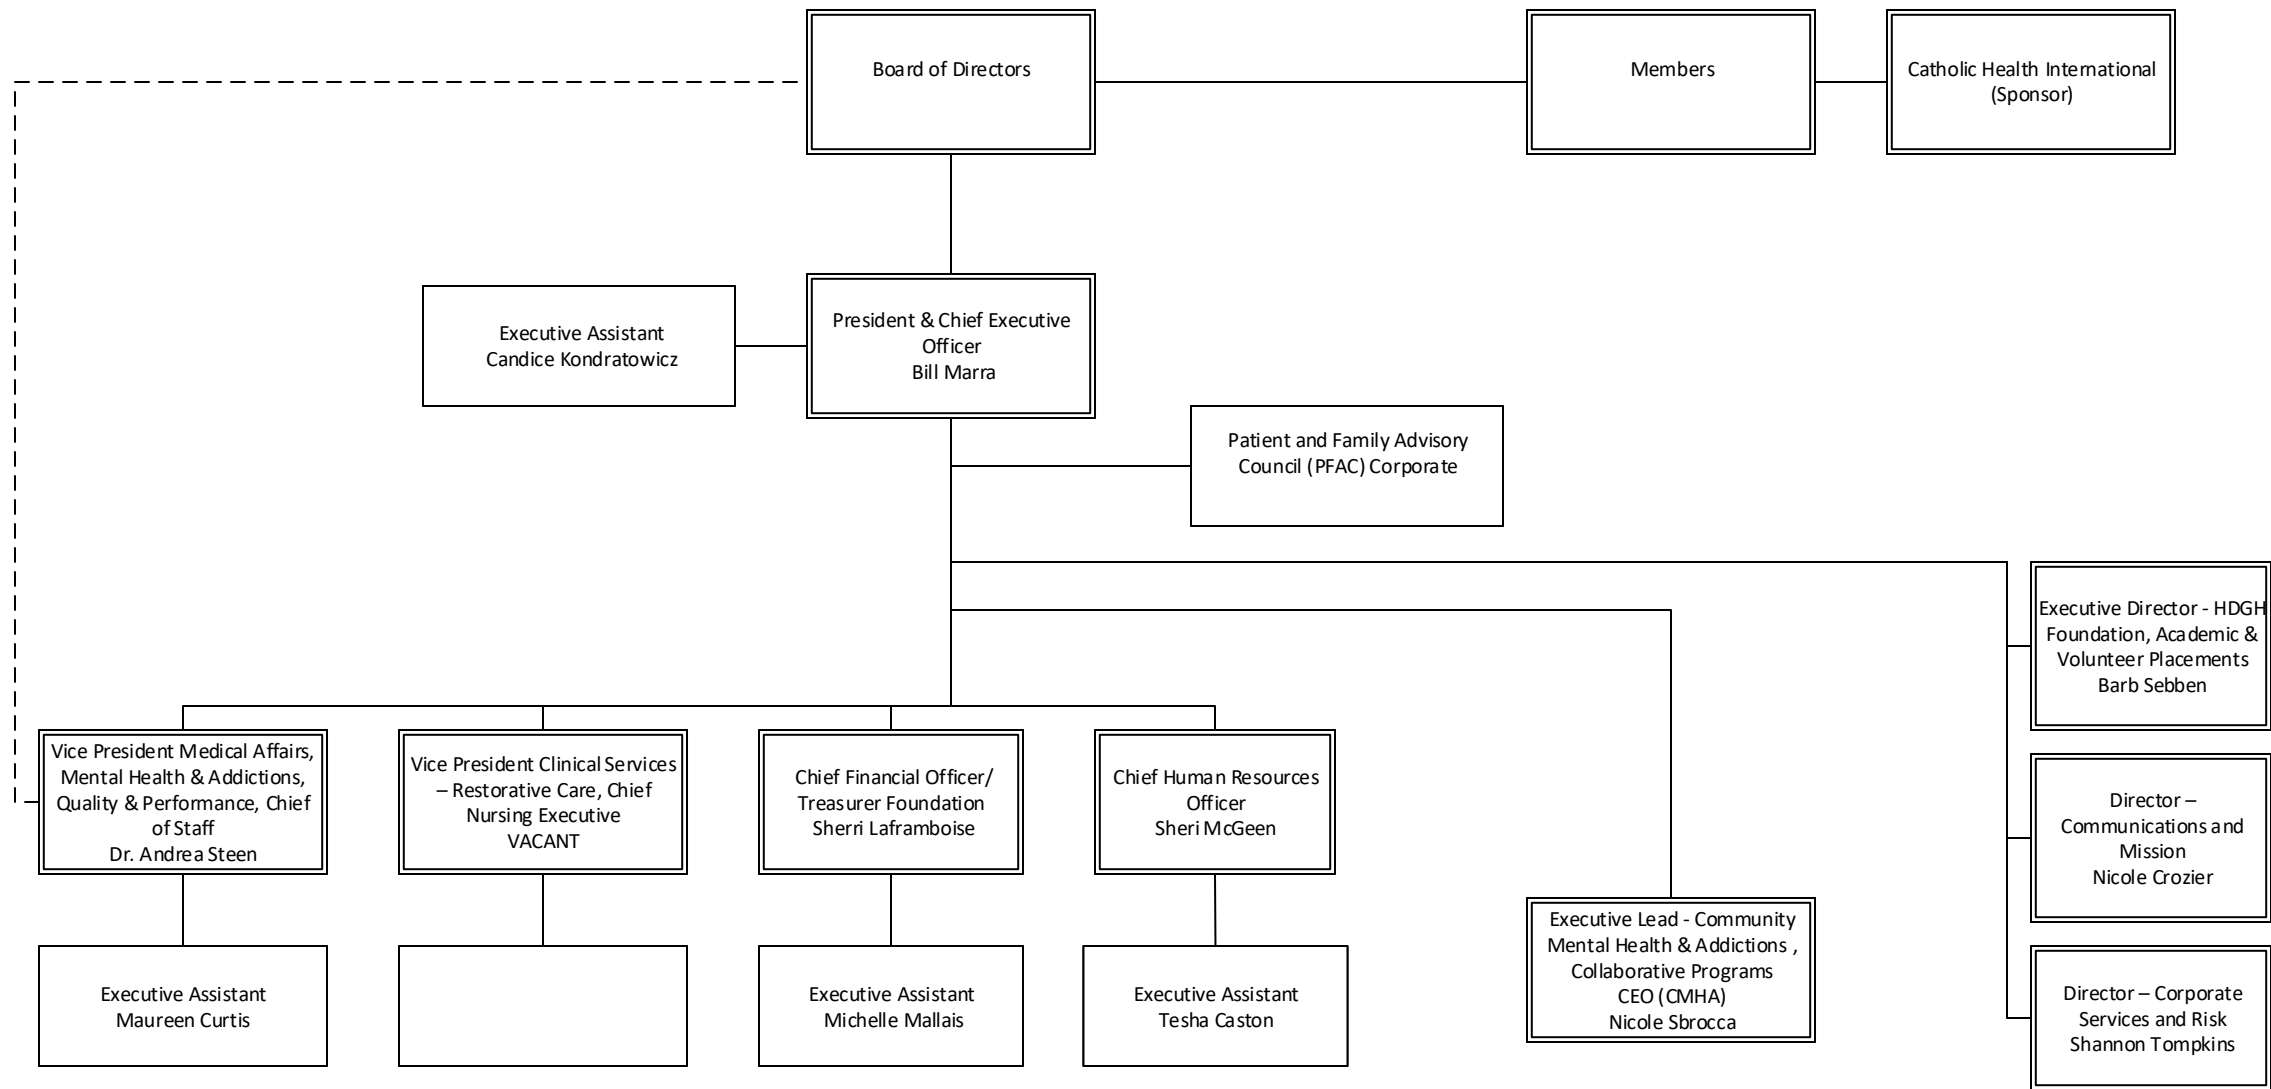 Board of Directors
Members
Catholic Health International
(Sponsor)
Executive Assistant
Candice Kondratowicz
President & Chief Executive
Officer
Bill Marra
Patient and Family Advisory
Council (PFAC) Corporate
Executive Director - HDGH
Foundation, Academic &
Volunteer Placements
Barb Sebben
Vice President Medical Affairs,
Mental Health & Addictions,
Quality & Performance, Chief
of Staff
Dr. Andrea Steen
Vice President Clinical Services
– Restorative Care, Chief
Nursing Executive
VACANT
Chief Financial Officer/
Treasurer Foundation
Sherri Laframboise
Chief Human Resources
Officer
Sheri McGeen
Director –
Communications and
Mission
Nicole Crozier
Executive Lead - Community
Mental Health & Addictions ,
Collaborative Programs
CEO (CMHA)
Nicole Sbrocca
Executive Assistant
Maureen Curtis
Executive Assistant
Michelle Mallais
Executive Assistant
Tesha Caston
Director – Corporate
Services and Risk
Shannon Tompkins